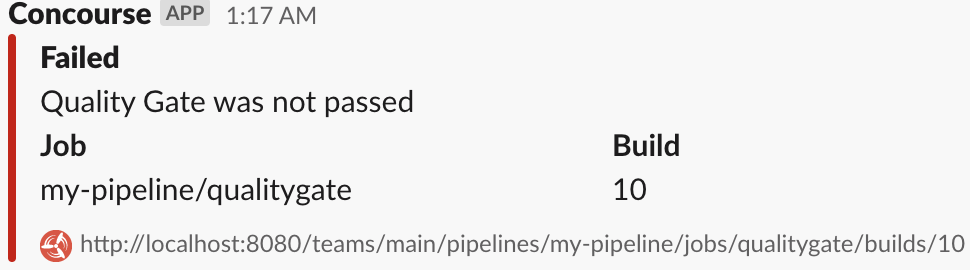 Concourse APP 1:17 AM
Failed
Quality Gate was not passed
Job Build
my-pipeline/qualitygate 10
http://localhost:8080/teams/main/pipelines/my-pipeline/jobs/qualitygate/builds/10